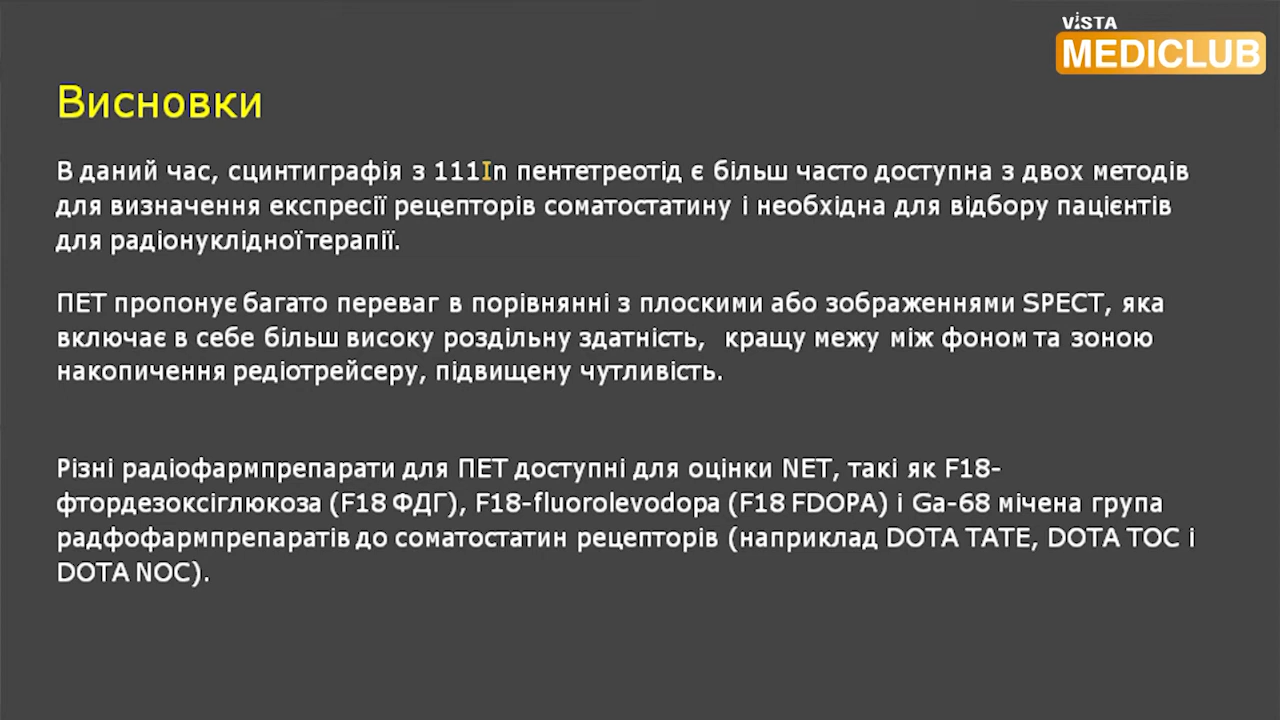 VISTA
MEDICLUB
Висновки
В даний час, сцинтиграфія з 111In пентетреотід є більш часто доступна з двох методів
для визначення експресії рецепторів соматостатину і необхідна для відбору пацієнтів
для радіонуклідної терапії.
ПЕТ пропонує багато переваг в порівнянні з плоскими або зображеннями SPECT, яка
включає в себе більш високу роздільну здатність, кращу межу між фоном та зоною
накопичення редіотрейсеру, підвищену чутливість.
Різні радіофармпрепарати для ПЕТ доступні для оцінки NET, такі як F18-
фтордезоксіглюкоза (F18 ФДГ), F18-fluorolevodopa (F18 FDOPA) і Ga-68 мічена група
радфофармпрепаратів до соматостатин рецепторів (наприклад DOTA TATE, DOTA TOC і
DOTA NOC).